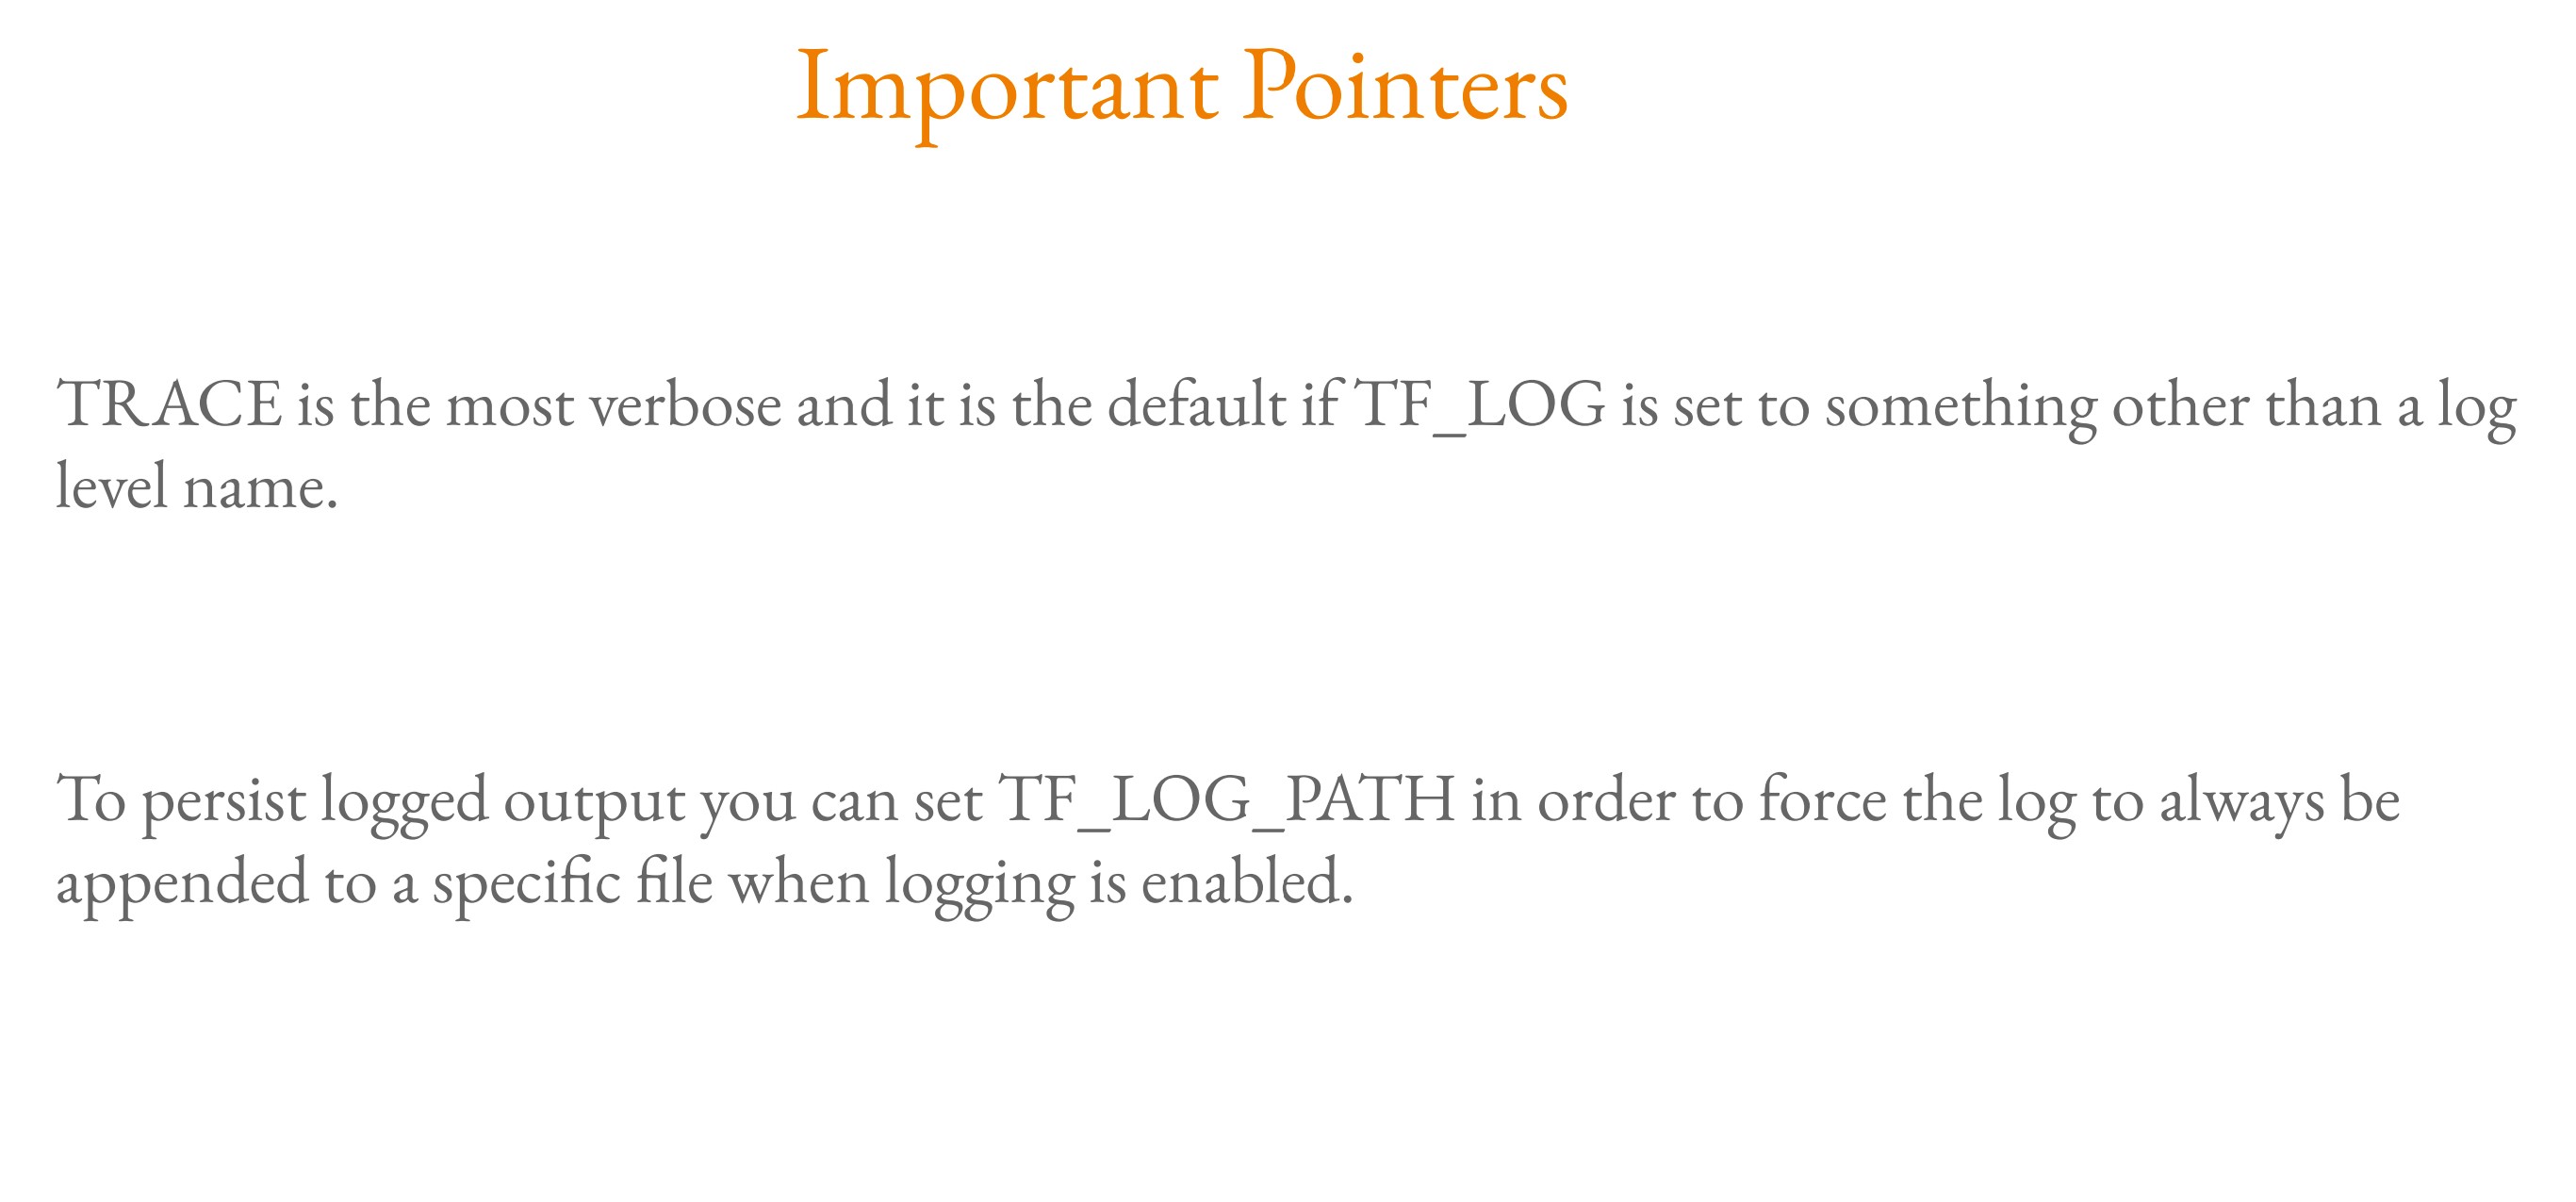 Important Pointers
TRACE is the most verbose and it is the default if TF_LOG is set to something other than a log
level name.
To persist logged output you can set TF_LOG_PATH in order to force the log to always be
appended to a specific file when logging is enabled.